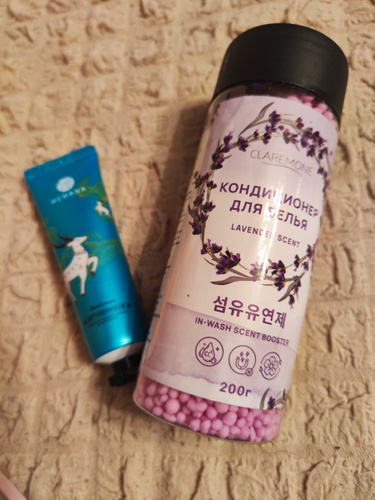 CLAREMONE
КОНДИЦИОНЕР
ДЛЯ БЕЛЬЯ
LAVENDER SCENT
섬유유연제
IN-WASH SCENT BOOSTER
200г